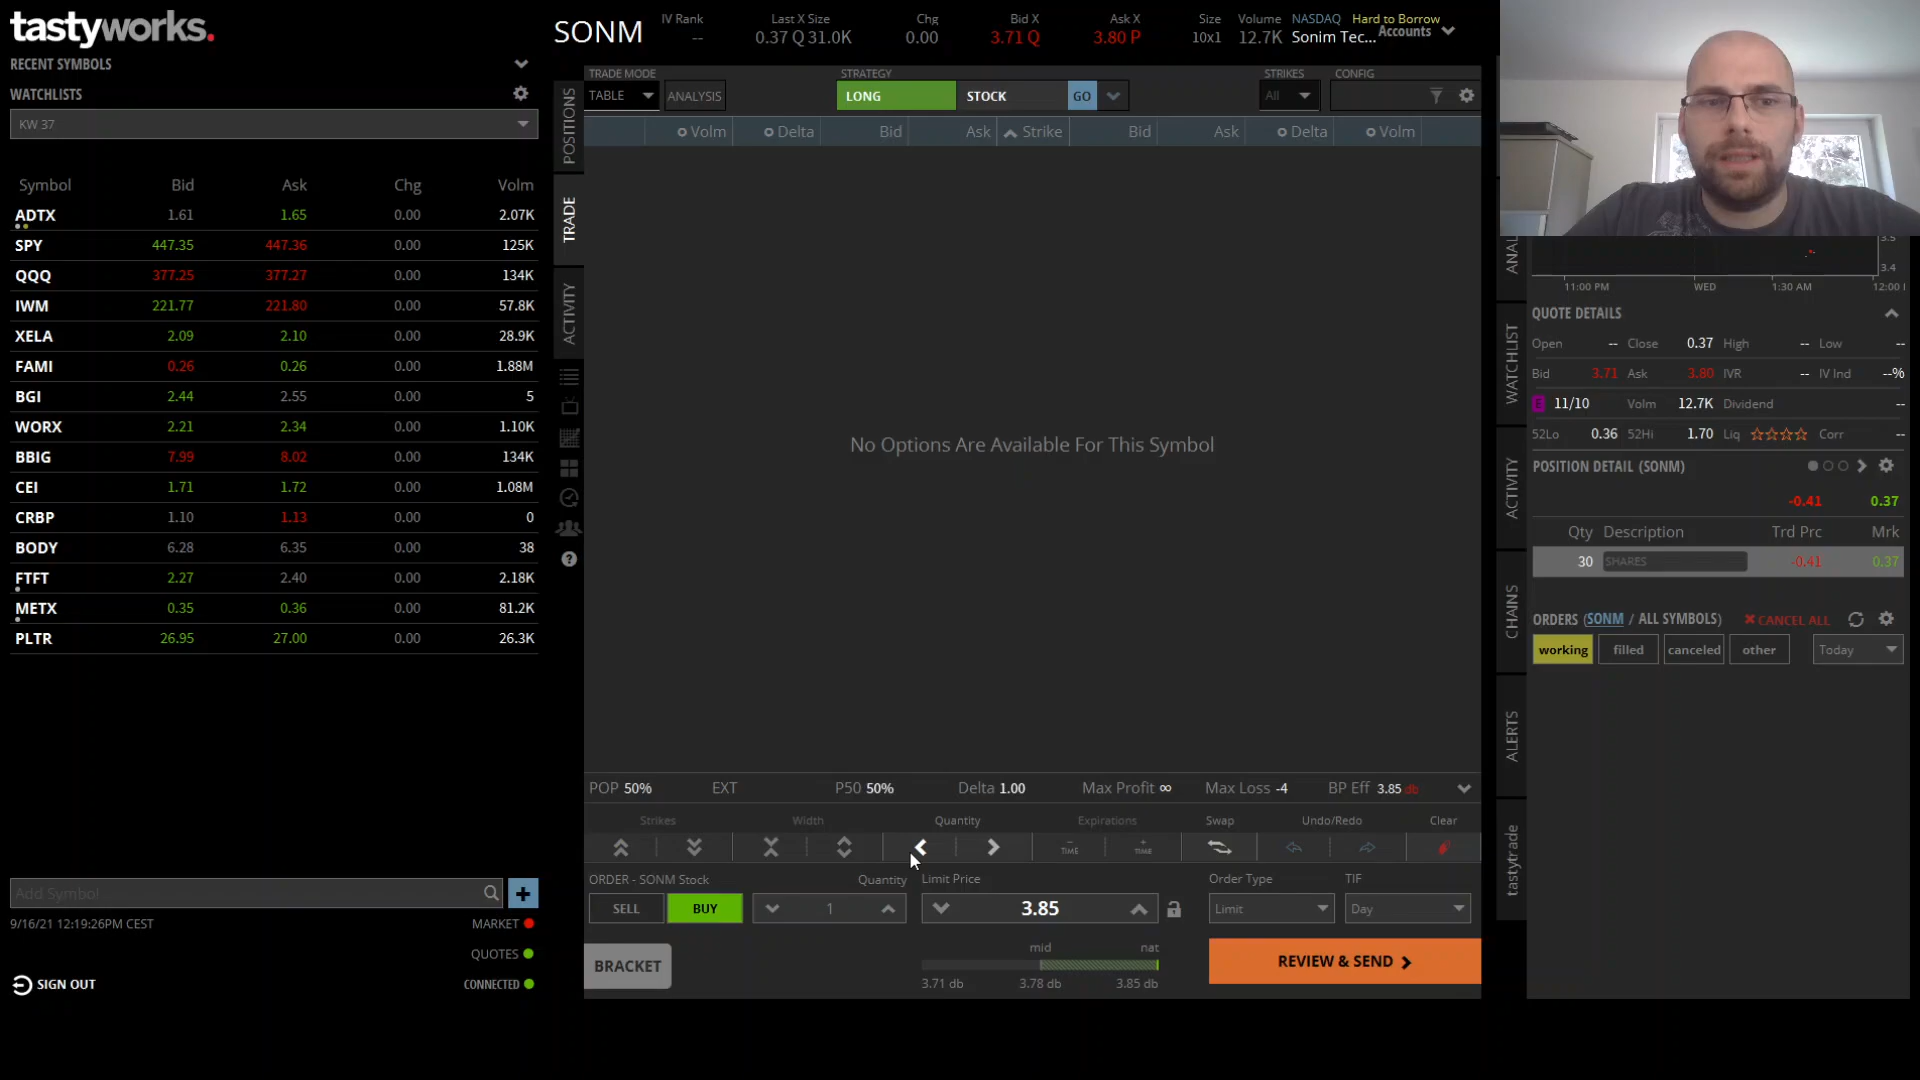 tastyworks.
RECENT SYMBOLS
WATCHLISTS
KW 37
Symbol Bid Ask Chg Volm
ADTX 1.61 1.65 0.00 2.07K
SPY 447.35 447.36 0.00 125K
QQQ 377.25 377.27 0.00 134K
IWM 221.77 221.80 0.00 57.8K
XELA 2.09 2.10 0.00 28.9K
FAMI 0.26 0.26 0.00 1.88M
BGI 2.44 2.55 0.00 5
WORX 2.21 2.34 0.00 1.10K
BBIG 7.99 8.02 0.00 134K
CEI 1.71 1.72 0.00 1.08M
CRBP 1.10 1.13 0.00 0
BODY 6.28 6.35 0.00 38
FTFT 2.27 2.40 0.00 2.18K
METX 0.35 0.36 0.00 81.2K
PLTR 26.95 27.00 0.00 26.3K
Add Symbol
9/16/21 12:19:26PM CEST MARKET
QUOTES
SIGN OUT CONNECTED
SONM
IV Rank Last X Size Chg Bid X Ask X Size Volume NASDAQ Hard to Borrow
-- 0.37 Q 31.0K 0.00 3.71 Q 3.80 P 10x1 12.7K Sonim Tec... Accounts
POSITIONS
TRADE
ACTIVITY
TRADE MODE STRATEGY STRIKES CONFIG
TABLE ANALYSIS LONG STOCK GO All
Volm Delta Bid Ask Strike Bid Ask Delta Volm
No Options Are Available For This Symbol
POP 50% EXT P50 50% Delta 1.00 Max Profit ∞ Max Loss -4 BP Eff 3.85 db
Strikes Width Quantity Expirations Swap Undo/Redo Clear
TIME TIME
ORDER - SONM Stock Quantity Limit Price Order Type TIF
SELL BUY 1 3.85 Limit Day
BRACKET
mid nat
3.71 db 3.78 db 3.85 db
REVIEW & SEND
ANAL
WATCHLIST
ACTIVITY
CHAINS
ALERTS
tastytrade
3.5
3.4
11:00 PM WED 1:30 AM 12:00
QUOTE DETAILS
Open -- Close 0.37 High -- Low --
Bid 3.71 Ask 3.80 IVR -- IV Ind --%
E 11/10 Volm 12.7K Dividend --
52Lo 0.36 52Hi 1.70 Liq Corr --
POSITION DETAIL (SONM)
-0.41 0.37
Qty Description Trd Prc Mrk
30 SHARES -0.41 0.37
ORDERS (SONM / ALL SYMBOLS) CANCEL ALL
working filled canceled other Today